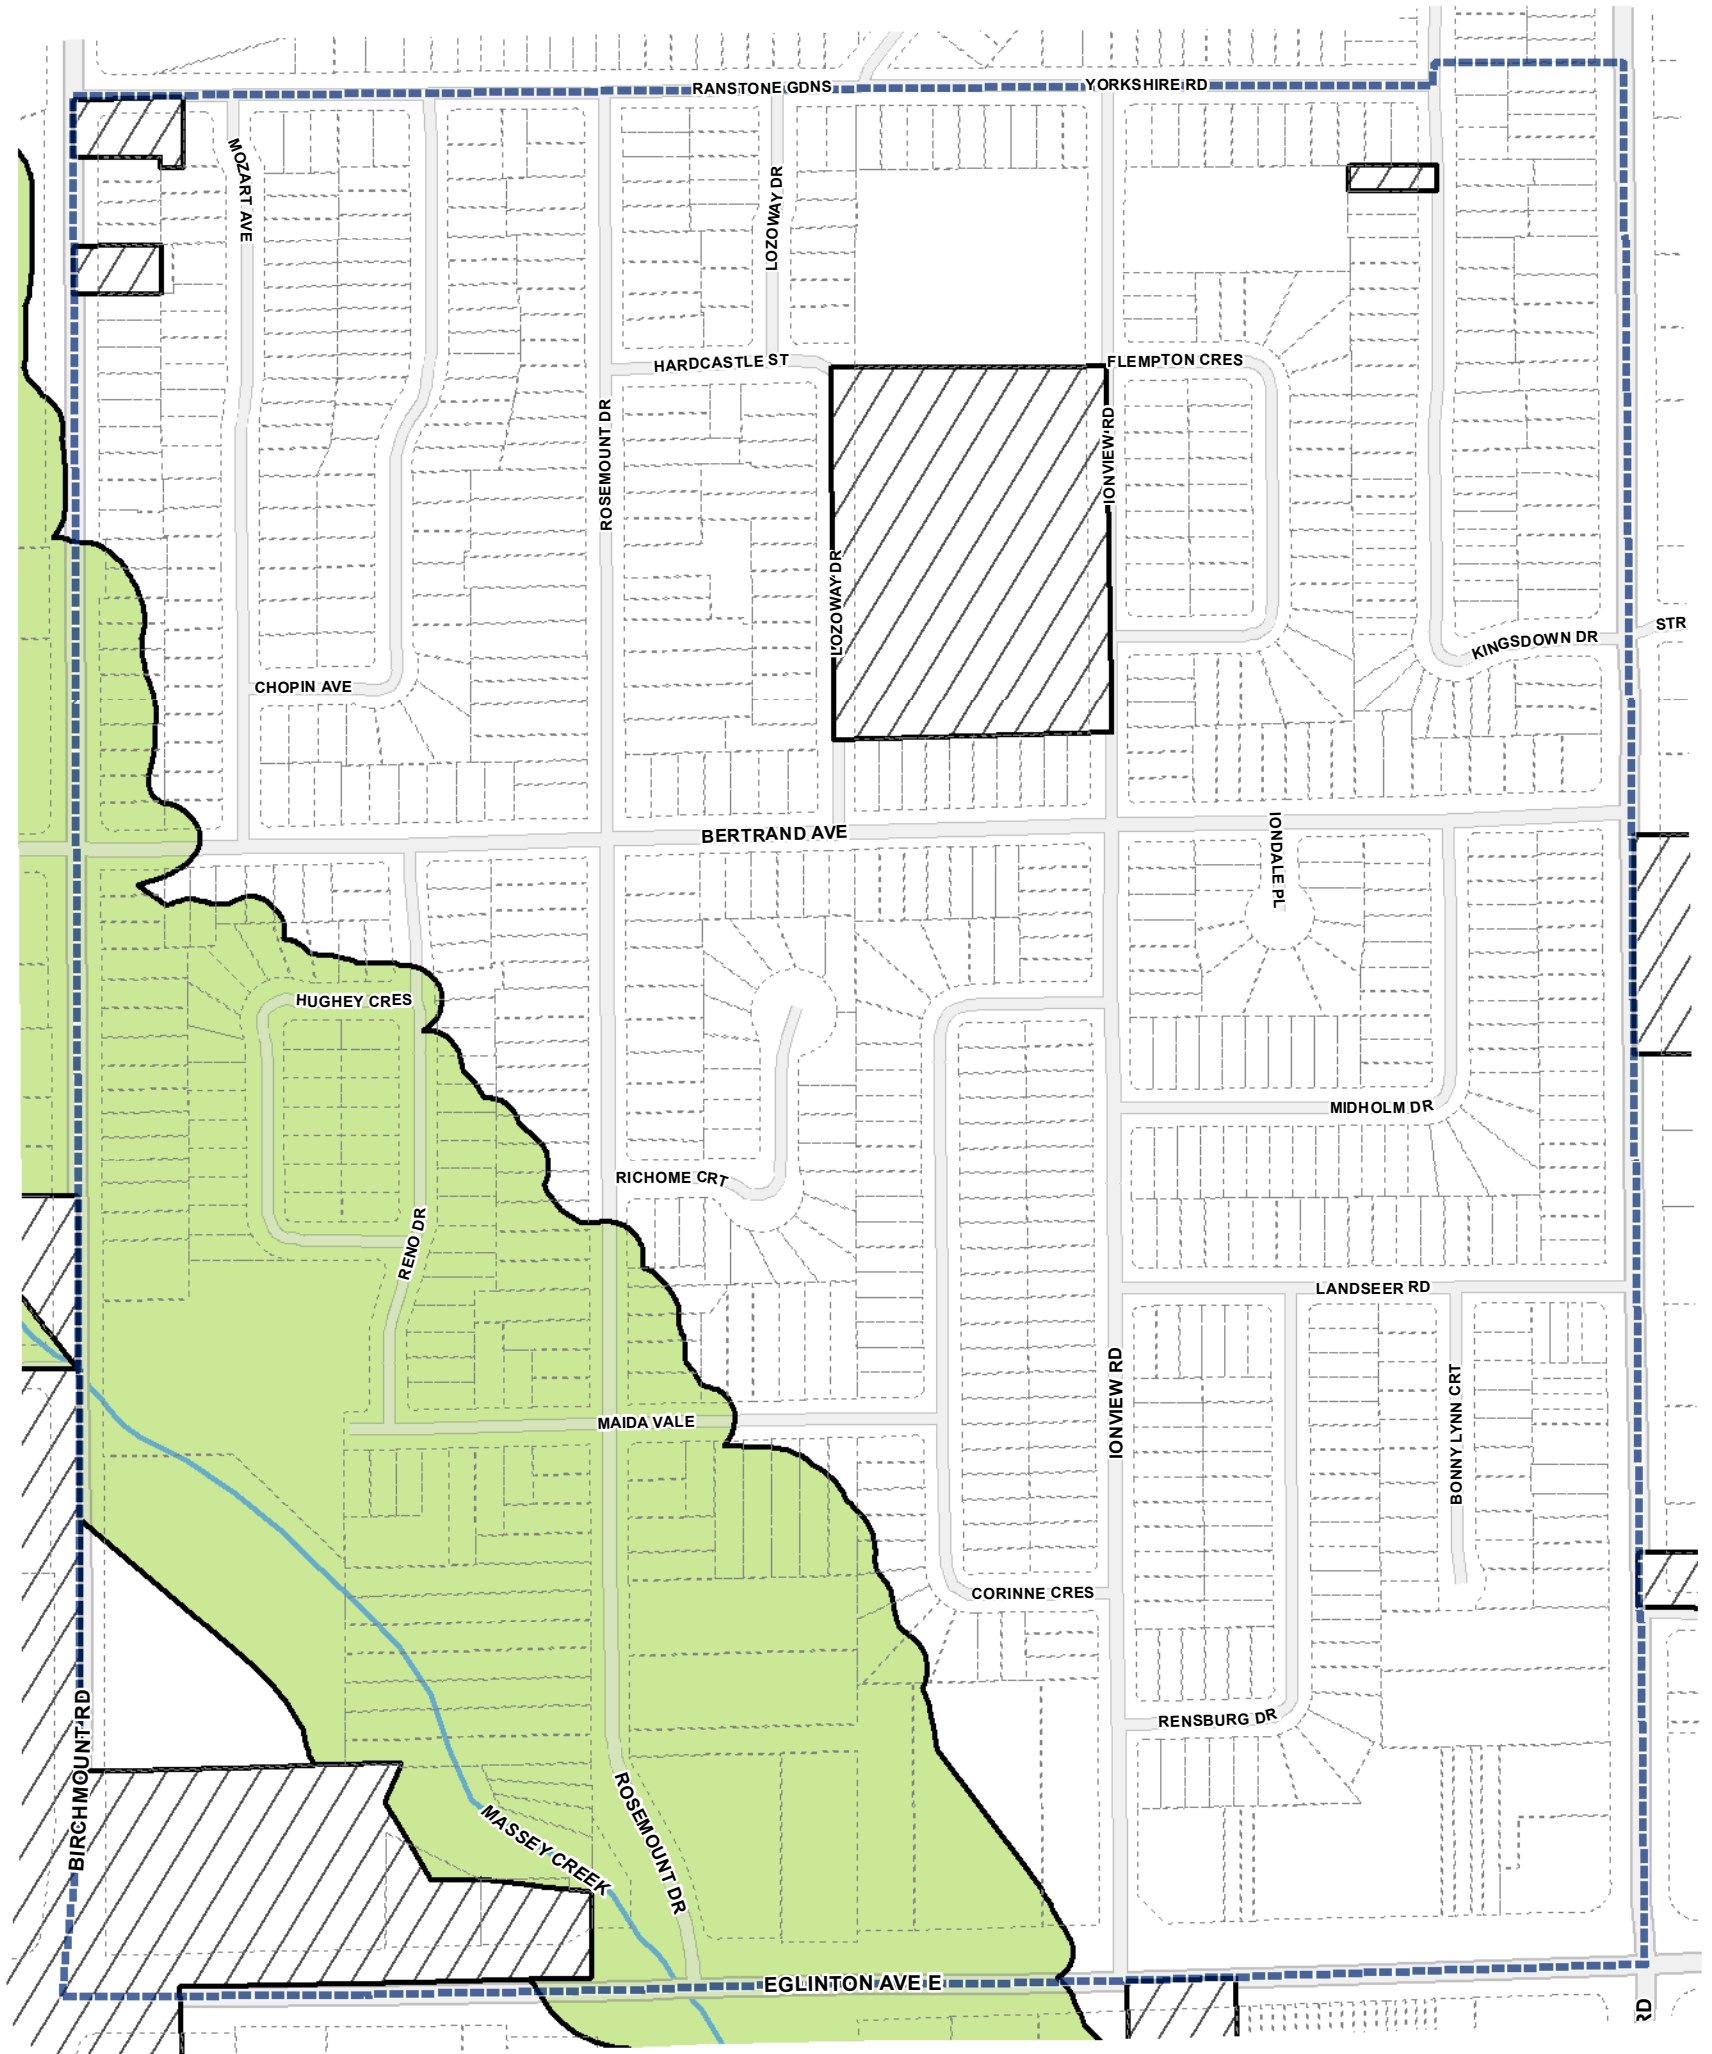 RANSTONE GDNS
YORKSHIRE RD
MOZART AVE
LOZOWAY DR
HARDCASTLE ST
FLEMPTON CRES
ROSEMOUNT DR
IONVIEW RD
LOZOWAY DR
STR
KINGSDOWN DR
CHOPIN AVE
BERTRAND AVE
IONDALE PL
HUGHEY CRES
MIDHOLM DR
RICHOME CRT
RENO DR
LANDSEER RD
IONVIEW RD
BONNY LYNN CRT
MAIDA VALE
CORINNE CRES
BIRCHMOUNT RD
RENSBURG DR
ROSEMOUNT DR
MASSEY CREEK
EGLINTON AVE E
RD